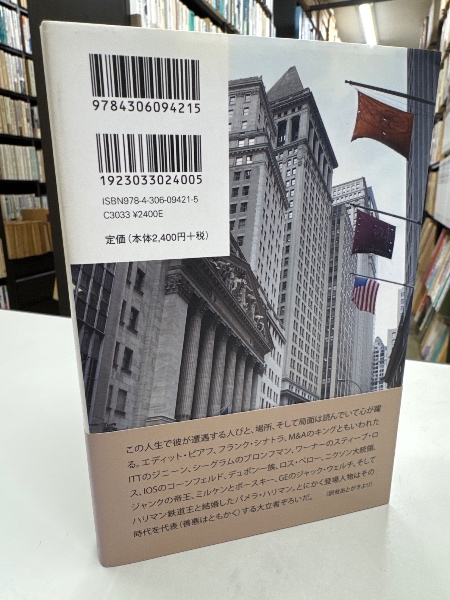 9784306094215
1923033024005
ISBN978-4-306-09421-5
C3033 ¥2400E
定価(本体2,400円+税)
この人生で彼が遭遇する人びと、場所、そして局面は読んでいて心が躍
る。エディット・ピアフ、フランク・シナトラ、M&Aのキングともいわれた
ITTのジニーン、シーグラムのブロンフマン、ワーナーのスティーブ・ロ
ス、IOSのコーンフェルド、デュポン一族、ロス・ペロー、ニクソン大統領、
ジャンクの帝王、ミルケンとボースキー、GEのジャック・ウェルチ、そして
ハリマン鉄道王と結婚したパメラ・ハリマン。とにかく登場人物はその
時代を代表(善悪はともかく)する大立者ぞろいだ。
(訳者あとがきより)